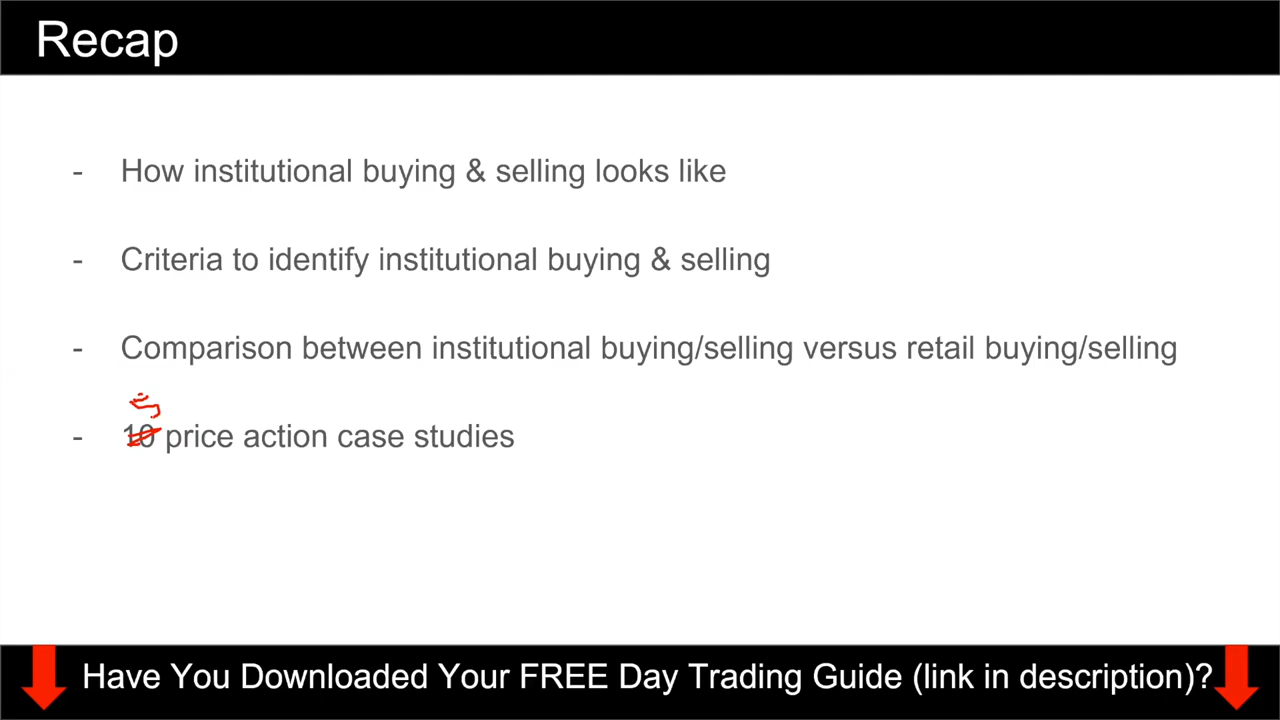 Recap
- How institutional buying & selling looks like
- Criteria to identify institutional buying & selling
- Comparison between institutional buying/selling versus retail buying/selling
- 10 price action case studies
Have You Downloaded Your FREE Day Trading Guide (link in description)?